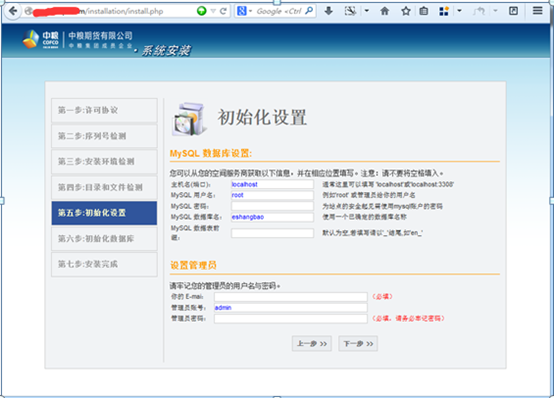 /installation/install.php
Google <Ctrl
中粮
COFCO
中粮期货有限公司
中粮集团成员企业
·系统安装
第一步:许可协议
第二步:序列号检测
第三步:安装环境检测
第四步:目录和文件检测
第五步:初始化设置
第六步:初始化数据库
第七步:安装完成
初始化设置
MySQL 数据库设置:
您可以从您的空间服务商获取以下信息，并在相应位置填写。注意：请不要将空格填入。
主机名(端口): localhost 通常这里可以填写 'localhost'或'localhost:3308'
MySQL 用户名: root 例如'root' 或管理员给你的用户名
MySQL 密码: 为站点的安全起见需使用mysql账户的密码
MySQL 数据库名: eshangbao 使用一个已确定的数据库名称
MySQL 数据表前缀: 默认为空,若填写请以'_'结尾,如'en_'
设置管理员
请牢记您的管理员的用户名与密码。
你的 E-mai: (必填)
管理员账号: admin
管理员密码: (必填, 请务必牢记密码)
上一步 >> 下一步 >>